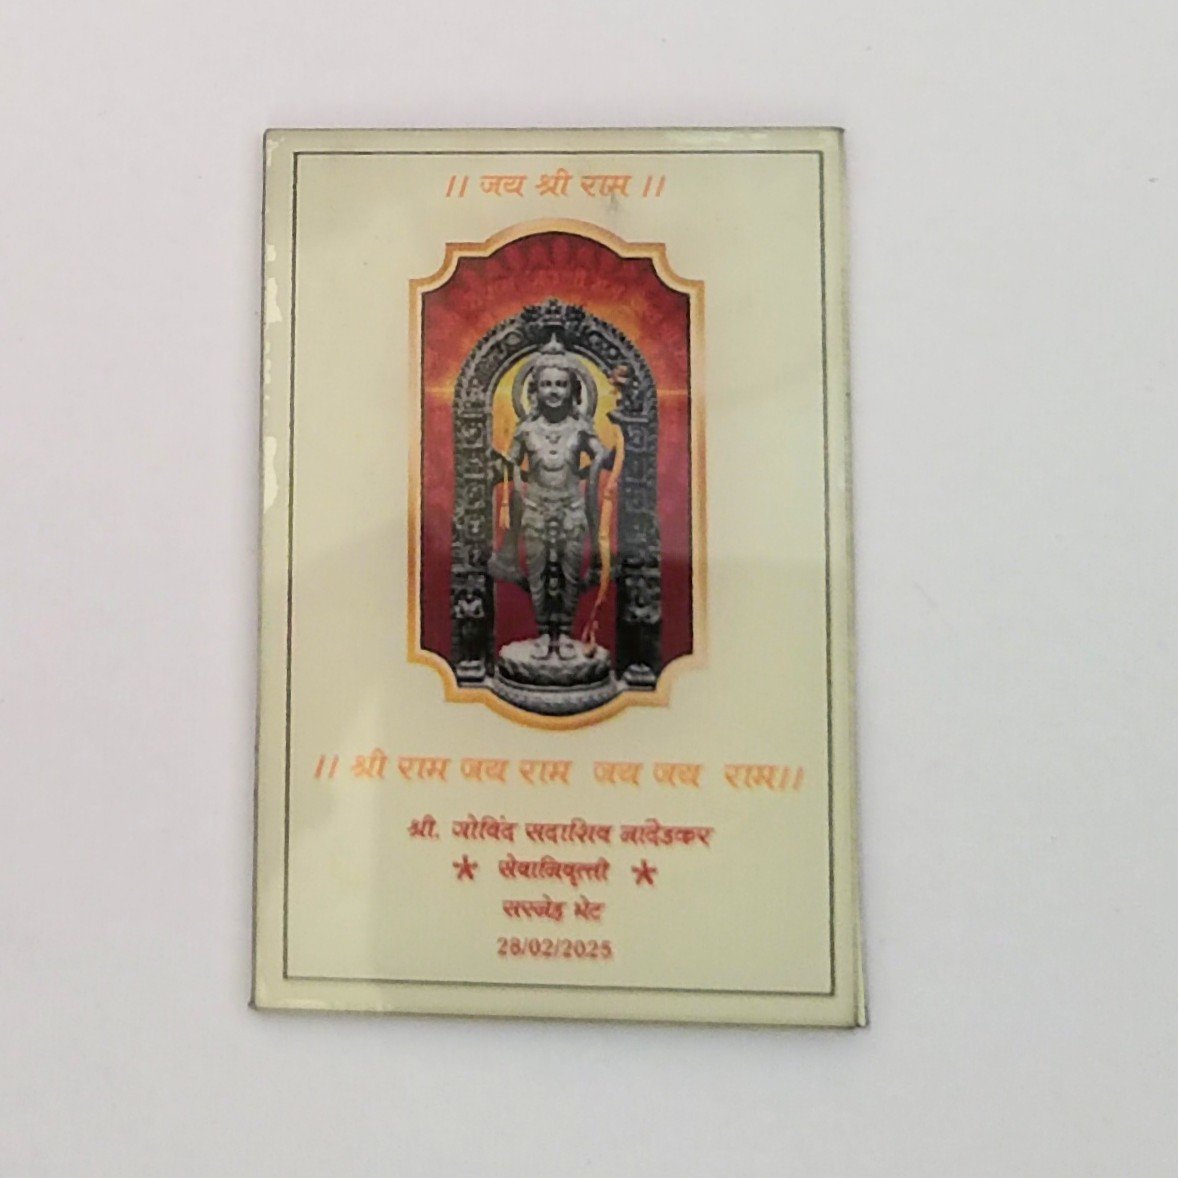 ।। जय श्री राम ।।
।। श्री राम जय राम जय जय राम।।
श्री. गोविंद सदाशिव नादेडकर
* सेवानिवृत्ती *
सस्नेह भेट
28/02/2025